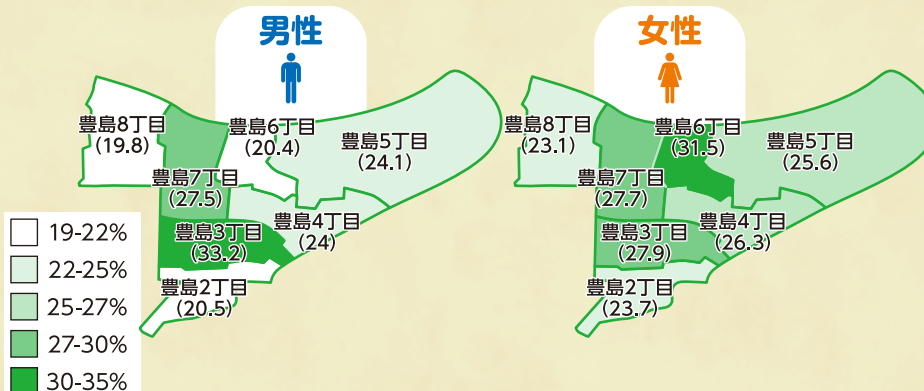 男性
豊島8丁目
(19.8)
豊島6丁目
(20.4)
豊島5丁目
(24.1)
豊島7丁目
(27.5)
豊島4丁目
(24)
豊島3丁目
(33.2)
豊島2丁目
(20.5)
女性
豊島8丁目
(23.1)
豊島6丁目
(31.5)
豊島5丁目
(25.6)
豊島7丁目
(27.7)
豊島4丁目
(26.3)
豊島3丁目
(27.9)
豊島2丁目
(23.7)
19-22%
22-25%
25-27%
27-30%
30-35%